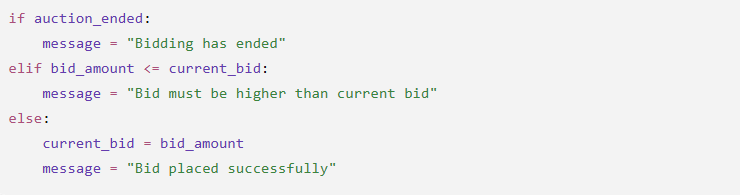 if auction_ended:
    message = "Bidding has ended"
elif bid_amount <= current_bid:
    message = "Bid must be higher than current bid"
else:
    current_bid = bid_amount
    message = "Bid placed successfully"